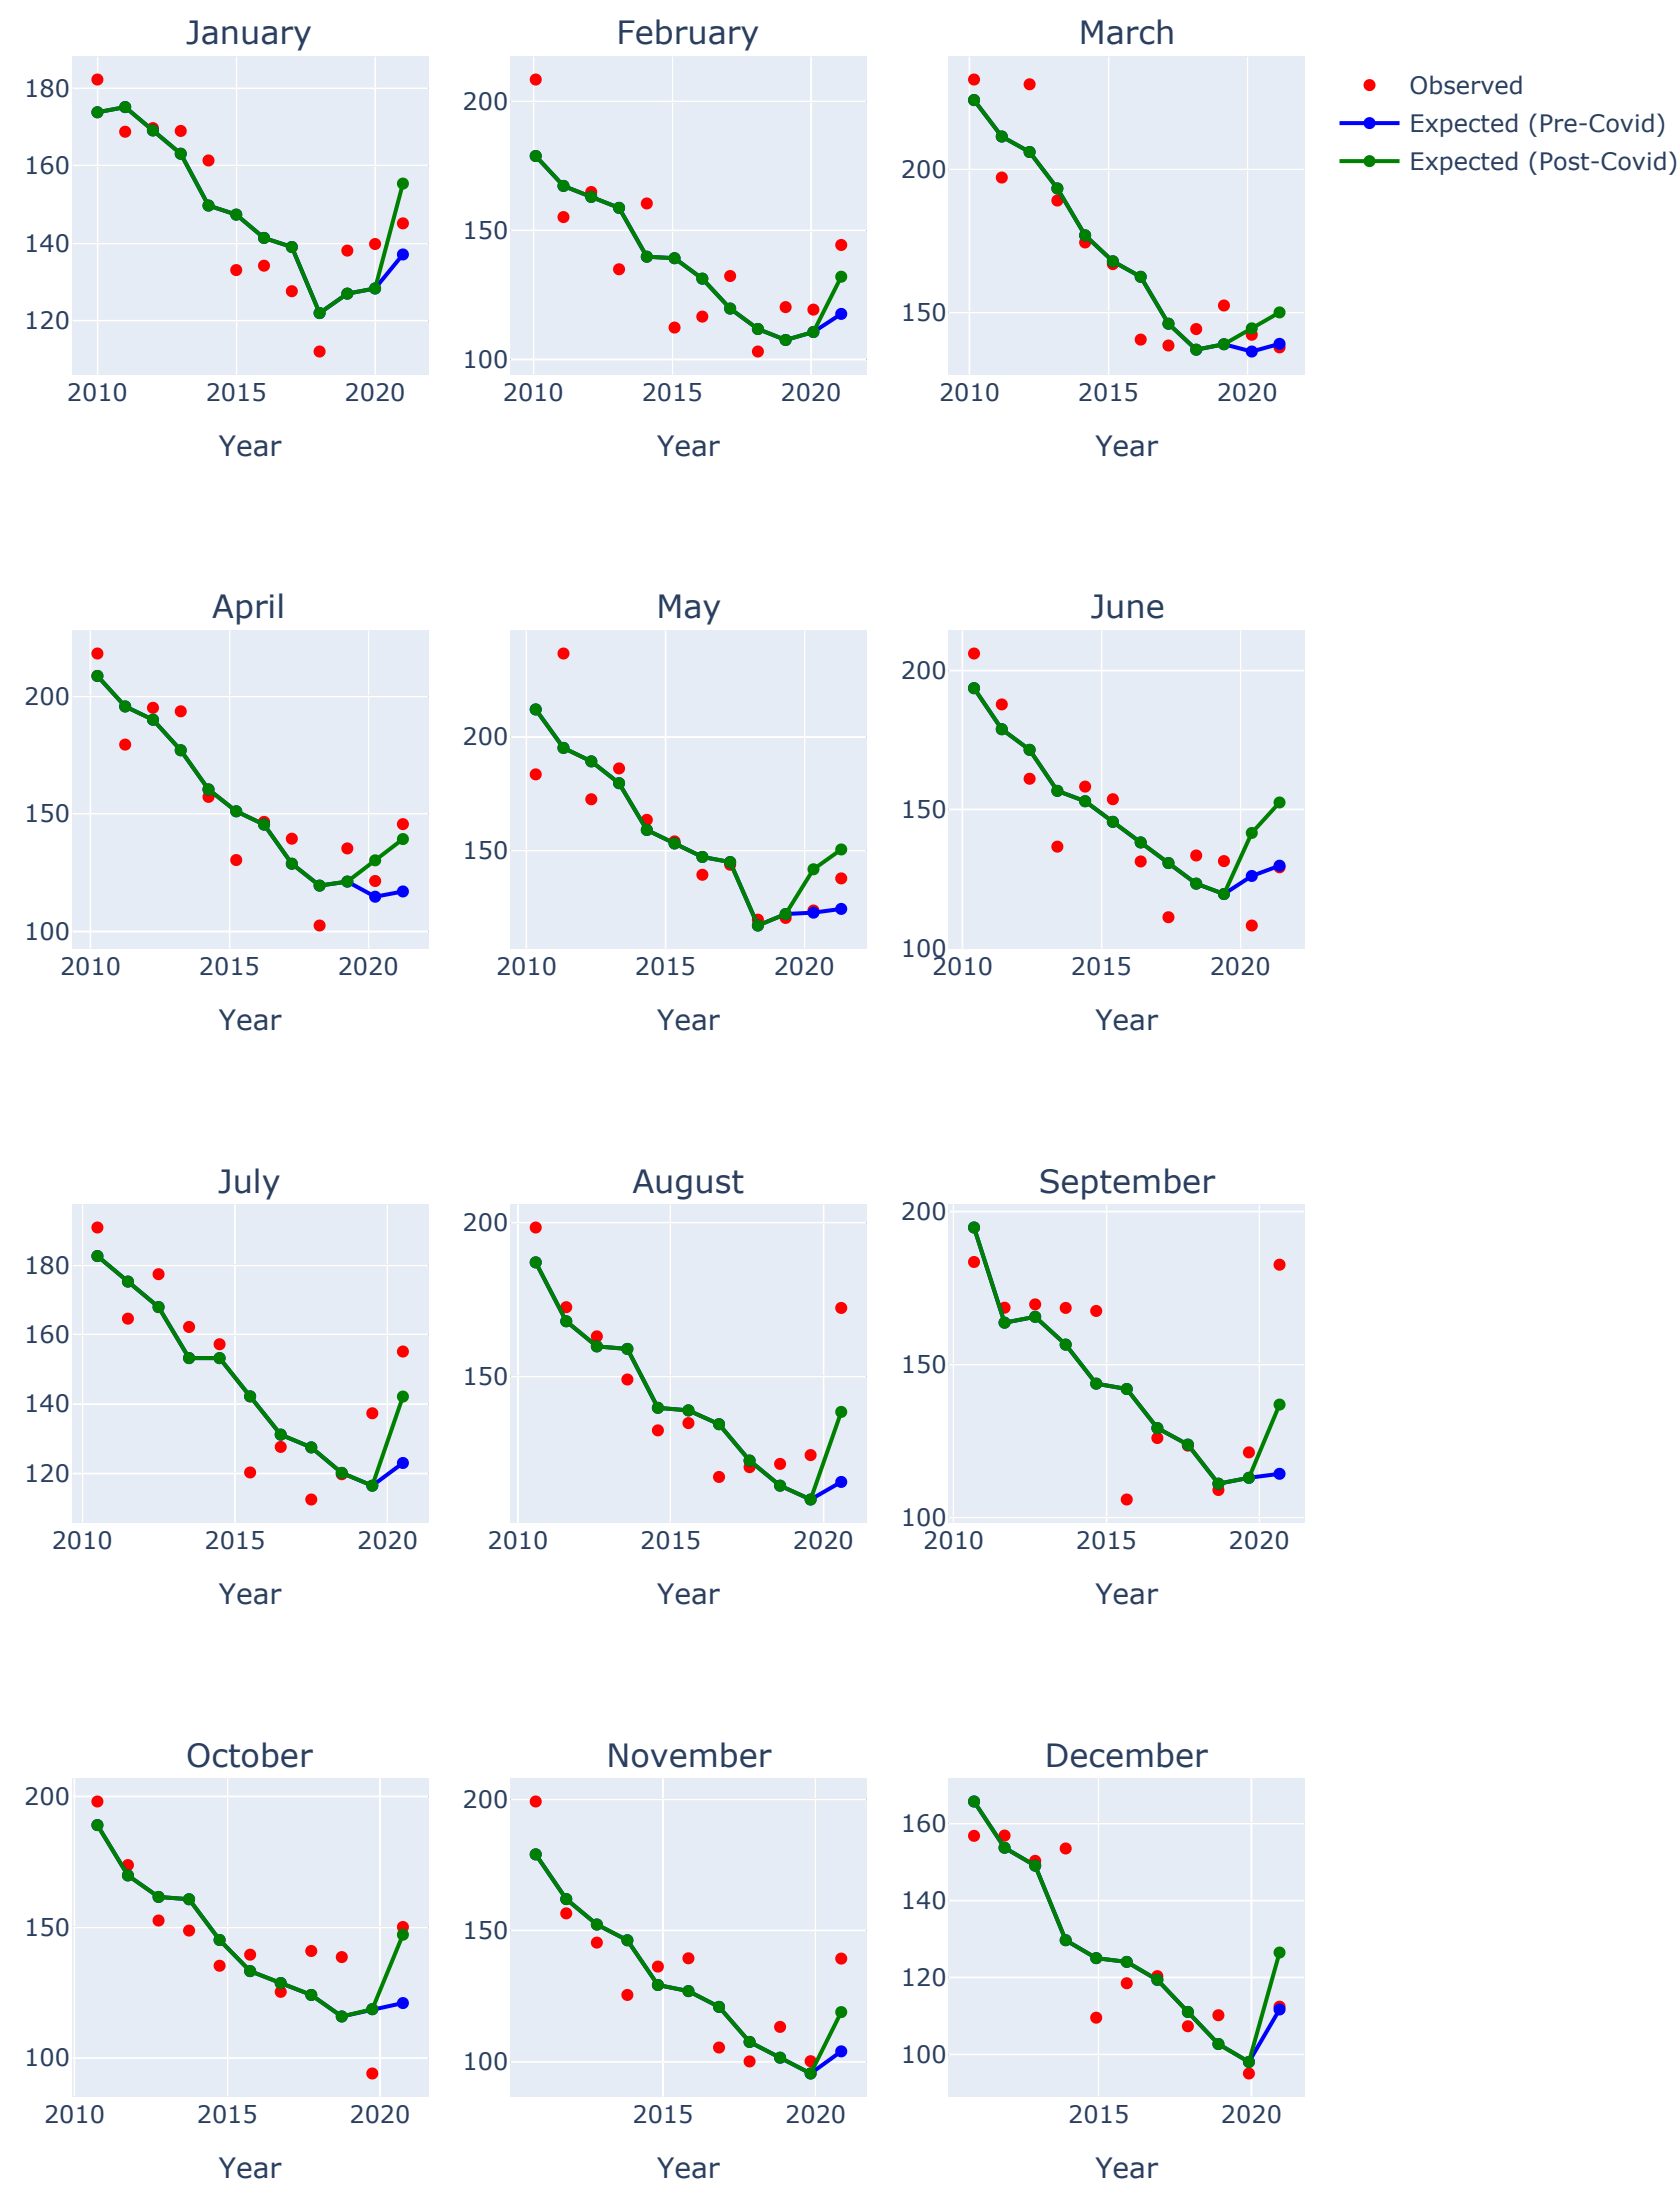 January
February
March
180
160
140
120
2010 2015 2020
Year
200
150
100
2010 2015 2020
Year
200
150
2010 2015 2020
Year
Observed
Expected (Pre-Covid)
Expected (Post-Covid)
April
May
June
200
150
100
2010 2015 2020
Year
200
150
2010 2015 2020
Year
200
150
100
2010 2015 2020
Year
July
August
September
180
160
140
120
2010 2015 2020
Year
200
150
2010 2015 2020
Year
200
150
100
2010 2015 2020
Year
October
November
December
200
150
100
2010 2015 2020
Year
200
150
100
2015 2020
Year
160
140
120
100
2015 2020
Year